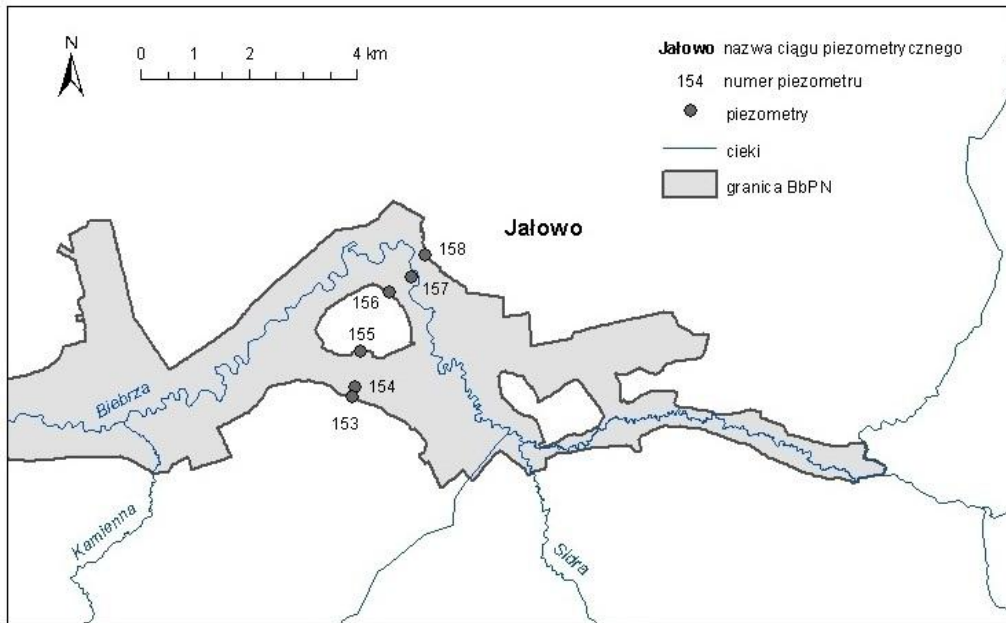 N
0 1 2 4 km
Jałowo nazwa ciągu piezometrycznego
154 numer piezometru
piezometry
cieki
granica BbPN
Jałowo
158
157
156
155
154
153
Biebrza
Kamienna
Sidra